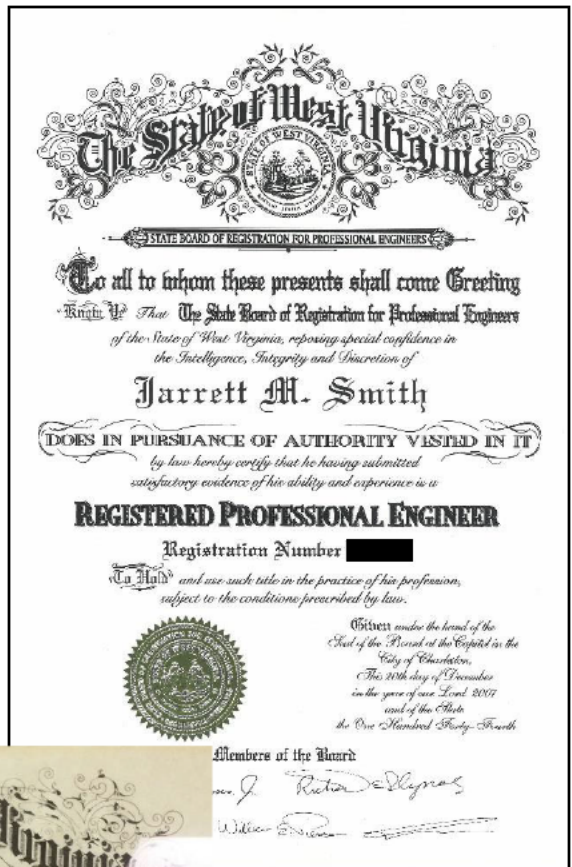 The State of West Virginia
STATE OF WEST VIRGINIA
STATE BOARD OF REGISTRATION FOR PROFESSIONAL ENGINEERS
To all to whom these presents shall come Greeting
Know Ye That The State Board of Registration for Professional Engineers
of the State of West Virginia, reposing special confidence in
the Intelligence, Integrity and Discretion of
Jarrett M. Smith
DOES IN PURSUANCE OF AUTHORITY VESTED IN IT
by law hereby certify that he having submitted
satisfactory evidence of his ability and experience is a
REGISTERED PROFESSIONAL ENGINEER
Registration Number
To Hold and use such title in the practice of his profession,
subject to the conditions prescribed by law.
Given under the hand of the
Seal of the Board at the Capitol in the
City of Charleston,
This 20th day of December
in the year of our Lord 2007
and of the State
the One Hundred Forty-Fourth
Members of the Board
William